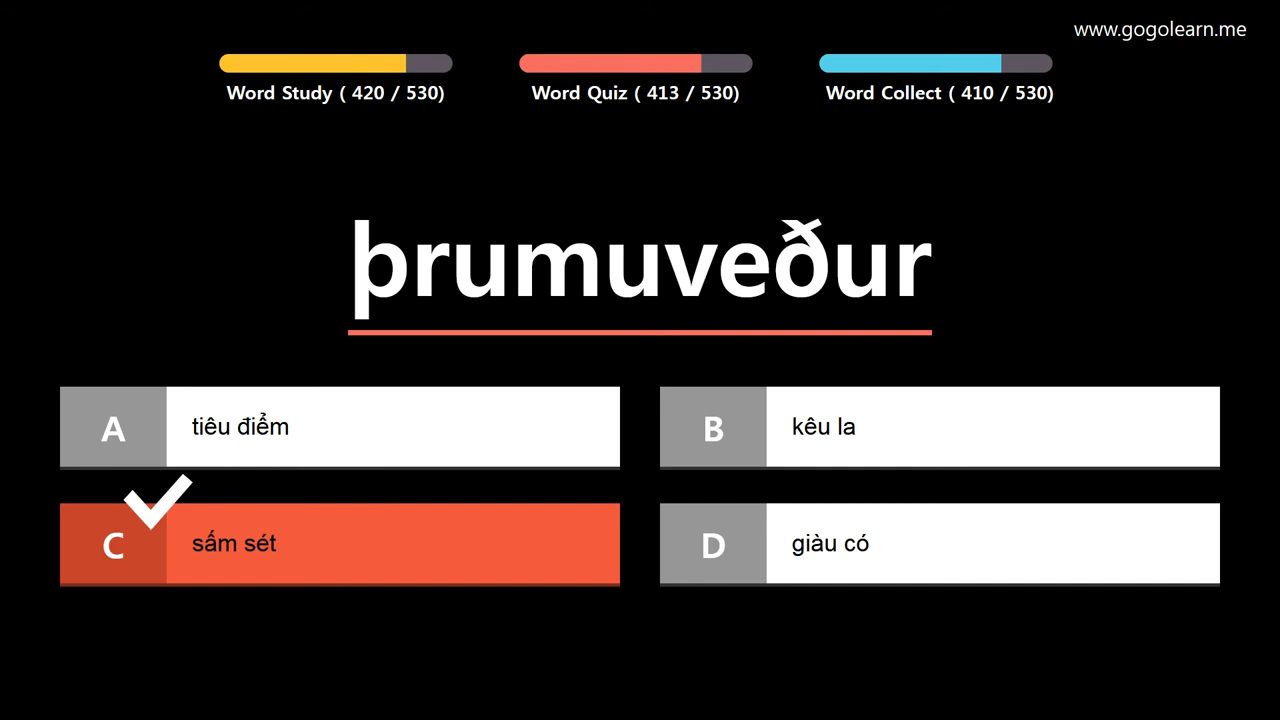 www.gogolearn.me
Word Study ( 420 / 530)
Word Quiz ( 413 / 530)
Word Collect ( 410 / 530)
þrumuveður
A tiêu điểm
B kêu la
C sấm sét
D giàu có